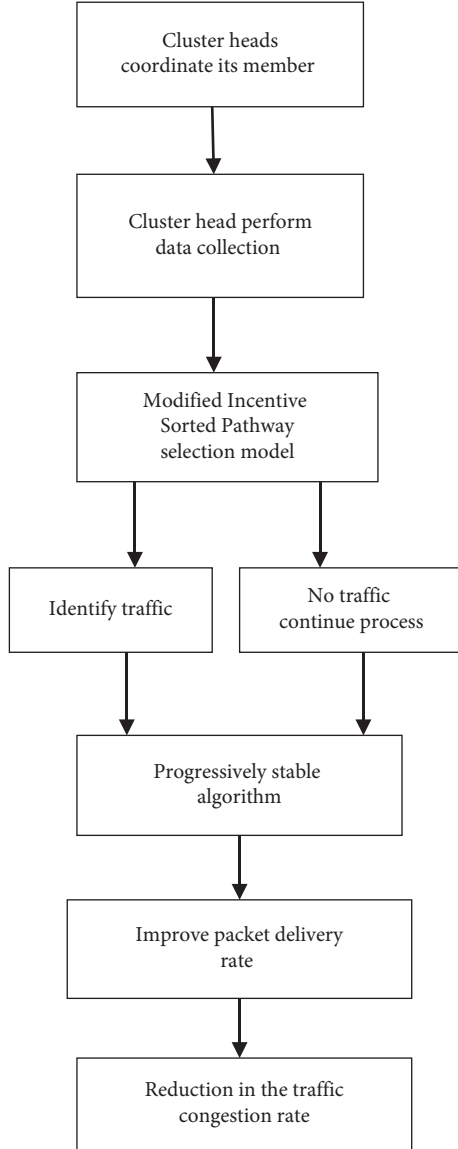 Cluster heads
coordinate its member
Cluster head perform
data collection
Modified Incentive
Sorted Pathway
selection model
Identify traffic
No traffic
continue process
Progressively stable
algorithm
Improve packet delivery
rate
Reduction in the traffic
congestion rate